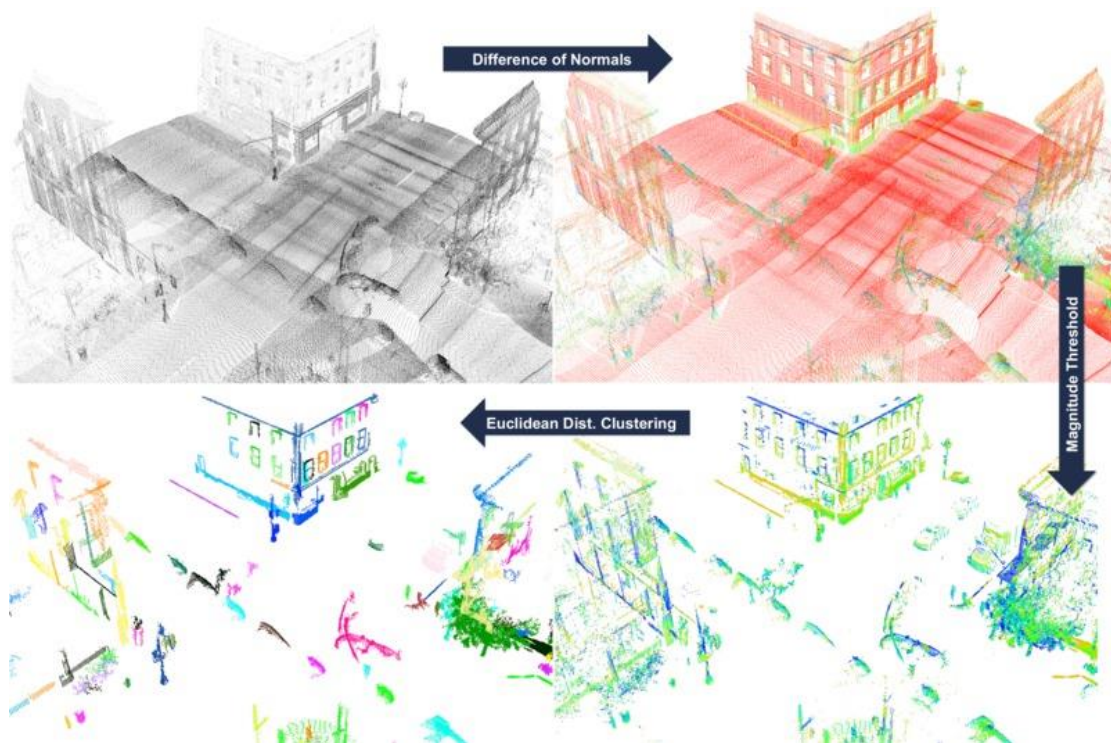 Difference of Normals
Magnitude Threshold
Euclidean Dist. Clustering